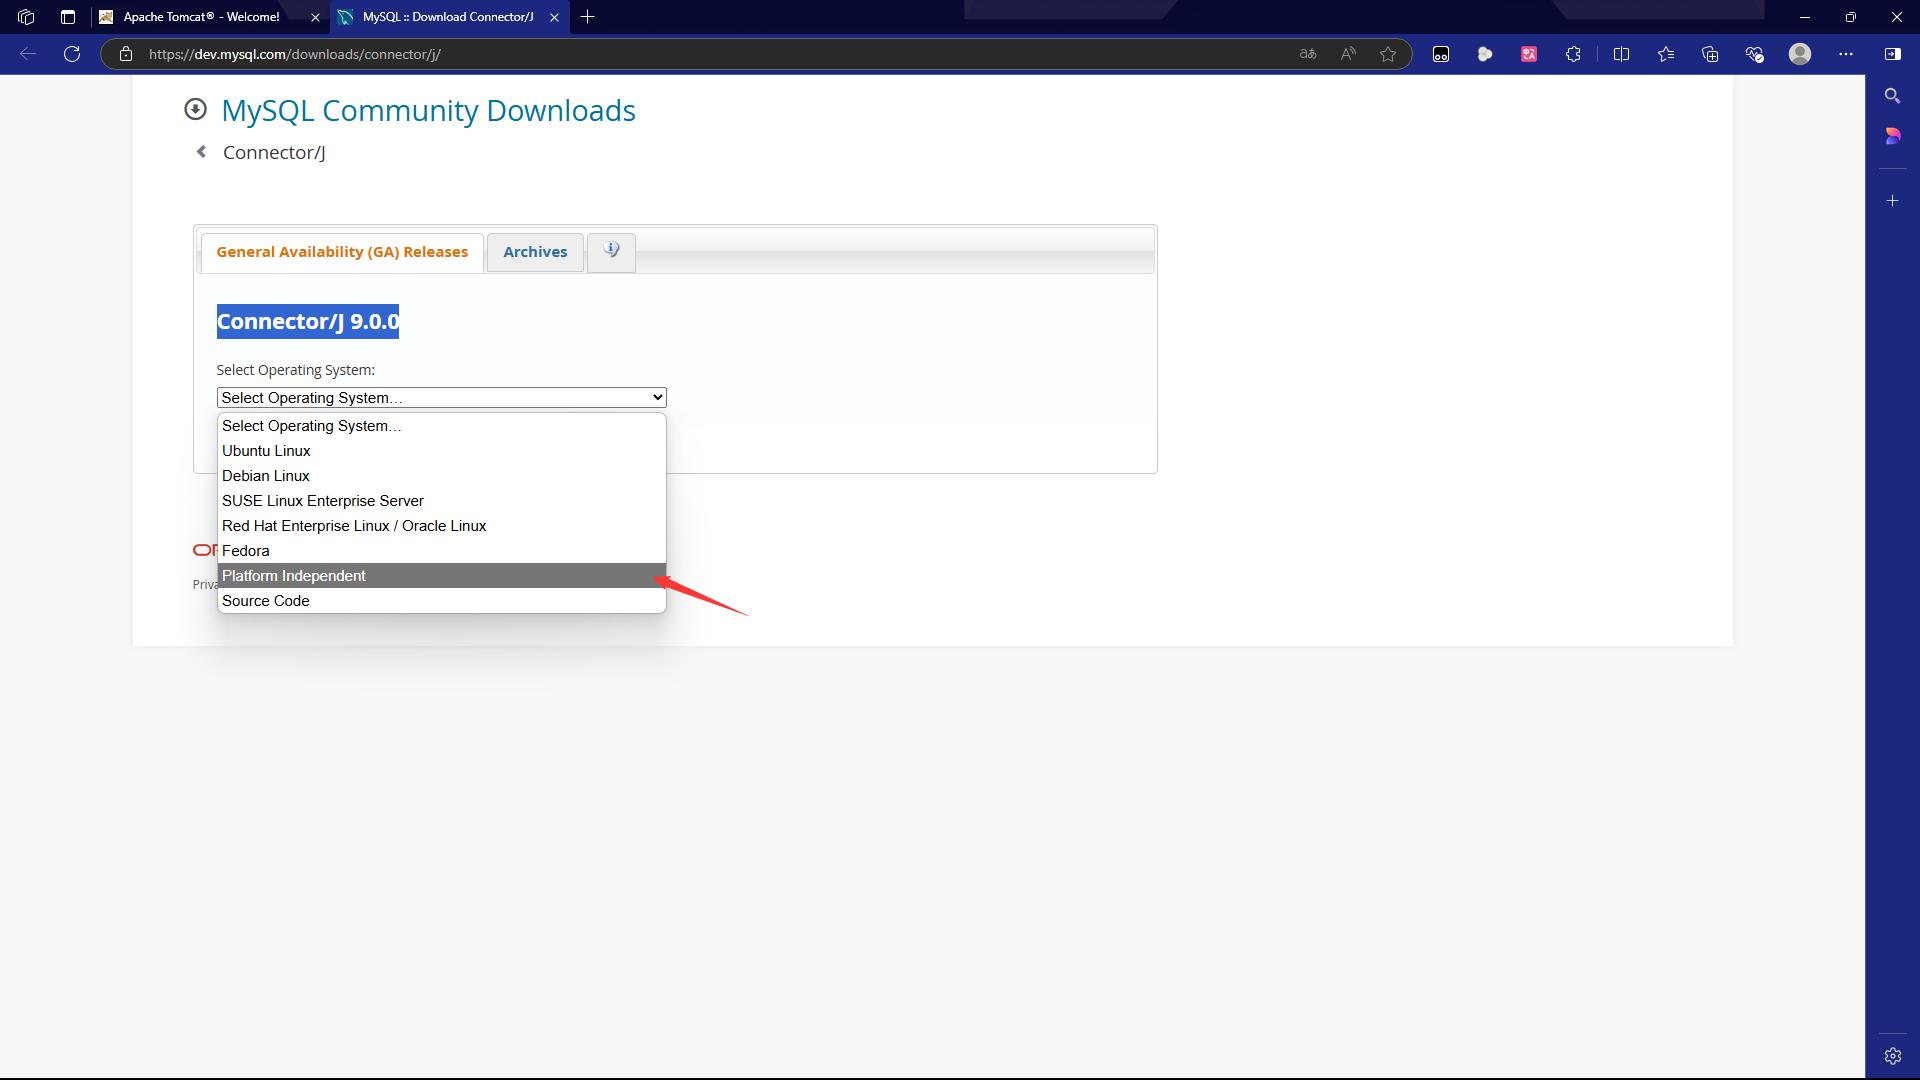 Apache Tomcat® - Welcome!
MySQL :: Download Connector/J
https://dev.mysql.com/downloads/connector/j/
MySQL Community Downloads
Connector/J
General Availability (GA) Releases
Archives
Connector/J 9.0.0
Select Operating System:
Select Operating System…
Select Operating System…
Ubuntu Linux
Debian Linux
SUSE Linux Enterprise Server
Red Hat Enterprise Linux / Oracle Linux
Fedora
Platform Independent
Source Code